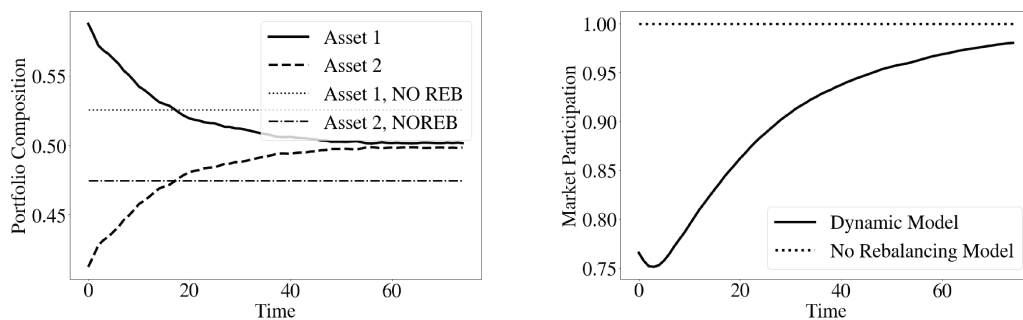 Portfolio Composition
0.55
0.50
0.45
0
20
40
60
Time
Asset 1
Asset 2
Asset 1, NO REB
Asset 2, NOREB
Market Participation
1.00
0.95
0.90
0.85
0.80
0.75
0
20
40
60
Time
Dynamic Model
No Rebalancing Model